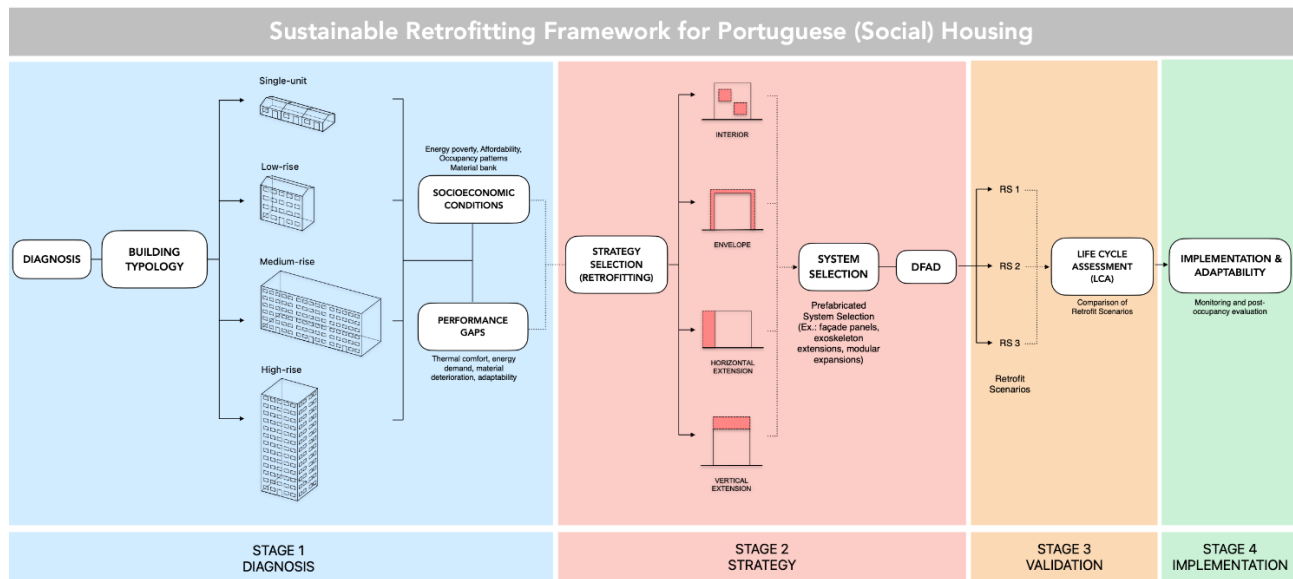 Sustainable Retrofitting Framework for Portuguese (Social) Housing
DIAGNOSIS
BUILDING
TYPOLOGY
Single-unit
Low-rise
Medium-rise
High-rise
Energy poverty, Affordability,
Occupancy patterns
Material bank
SOCIOECONOMIC
CONDITIONS
PERFORMANCE
GAPS
Thermal comfort, energy
demand, material
deterioration, adaptability
STRATEGY
SELECTION
(RETROFITTING)
INTERIOR
ENVELOPE
HORIZONTAL
EXTENSION
VERTICAL
EXTENSION
SYSTEM
SELECTION
Prefabricated
System Selection
(Ex.: façade panels,
exoskeleton
extensions, modular
expansions)
DFAD
RS 1
RS 2
RS 3
Retrofit
Scenarios
LIFE CYCLE
ASSESSMENT
(LCA)
Comparison of
Retrofit Scenarios
IMPLEMENTATION &
ADAPTABILITY
Monitoring and post-
occupancy evaluation
STAGE 1
DIAGNOSIS
STAGE 2
STRATEGY
STAGE 3
VALIDATION
STAGE 4
IMPLEMENTATION